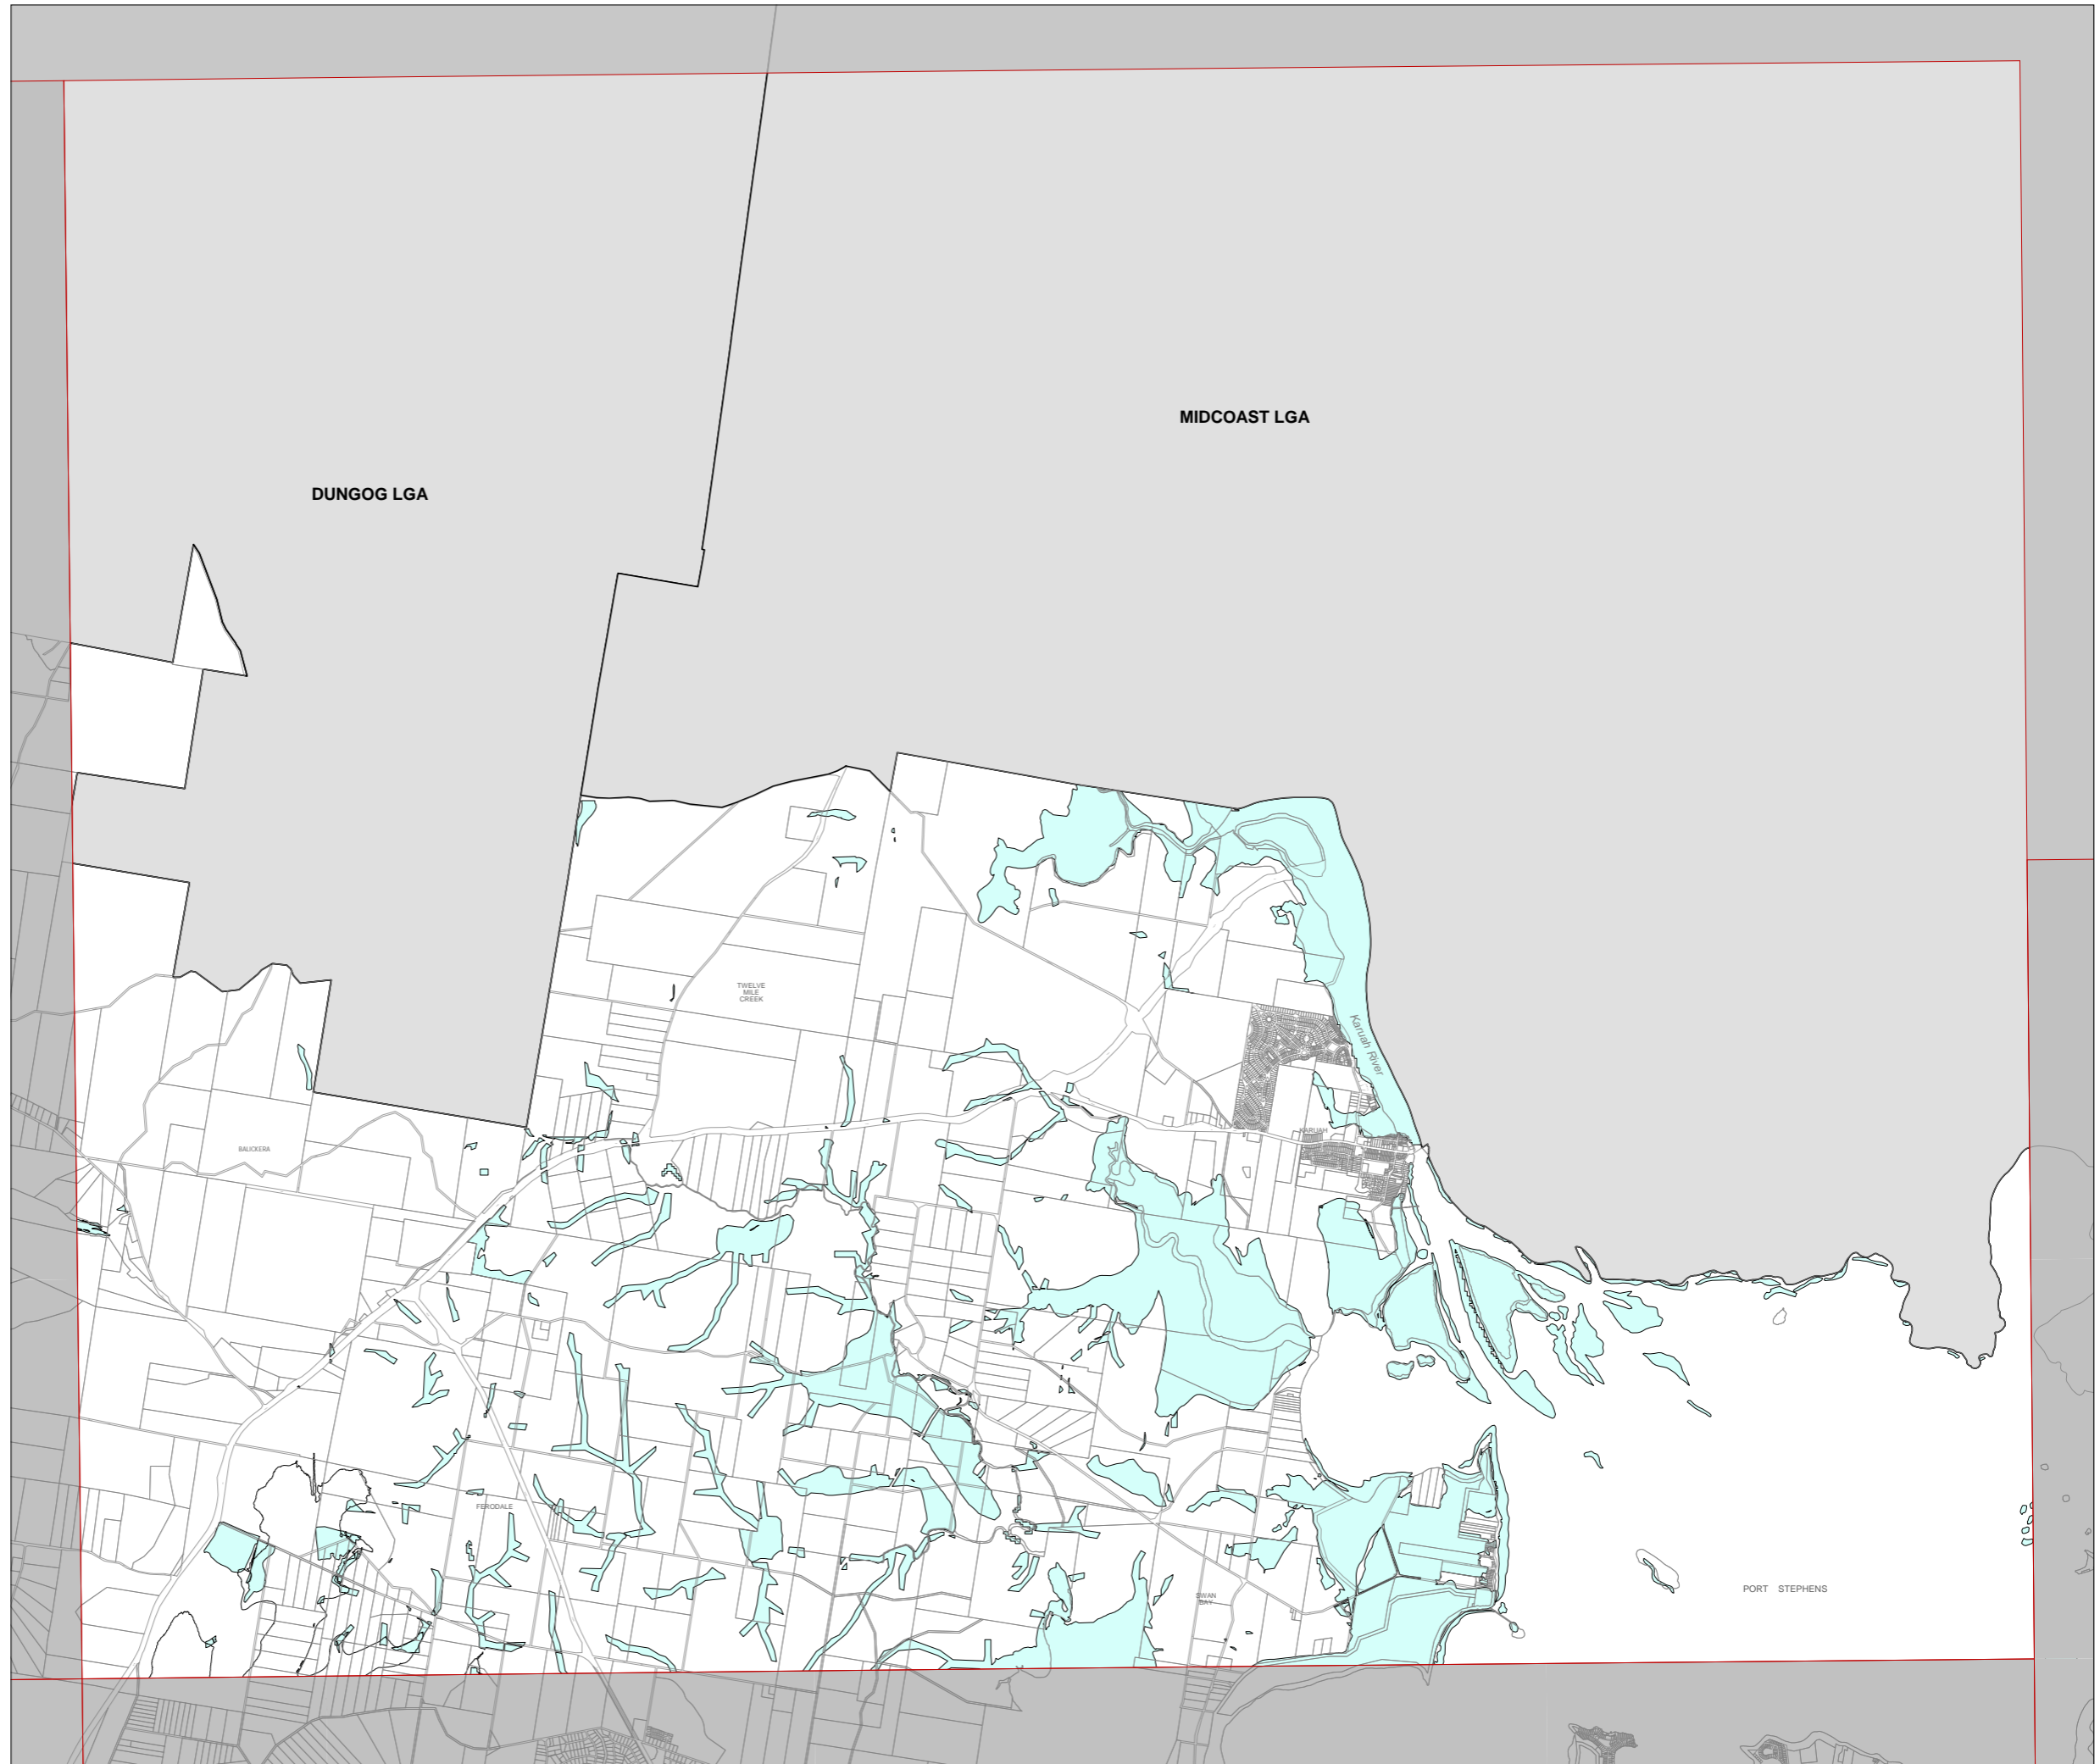 MIDCOAST LGA
DUNGOG LGA
TWELVE
MILE
CREEK
Karuah River
KARUAH
BALICKERA
FERODALE
SWAN
BAY
PORT STEPHENS